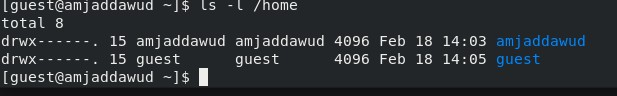 [guest@amjaddawud ~]$ ls -l /home
total 8
drwx------. 15 amjaddawud amjaddawud 4096 Feb 18 14:03 amjaddawud
drwx------. 15 guest      guest      4096 Feb 18 14:05 guest
[guest@amjaddawud ~]$